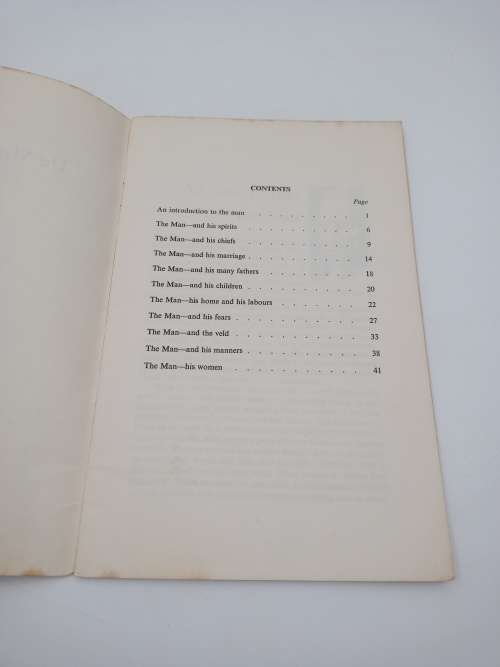 CONTENTS
Page
An introduction to the man . . . . . . . . . 1
The Man—and his spirits . . . . . . . . . 6
The Man—and his chiefs . . . . . . . . . 9
The Man—and his marriage . . . . . . . . . 14
The Man—and his many fathers . . . . . . . . 18
The Man—and his children . . . . . . . . . 20
The Man—his home and his labours . . . . . . . 22
The Man—and his fears . . . . . . . . . . 27
The Man—and the veld . . . . . . . . . . 33
The Man—and his manners . . . . . . . . . 38
The Man—his women . . . . . . . . . . 41